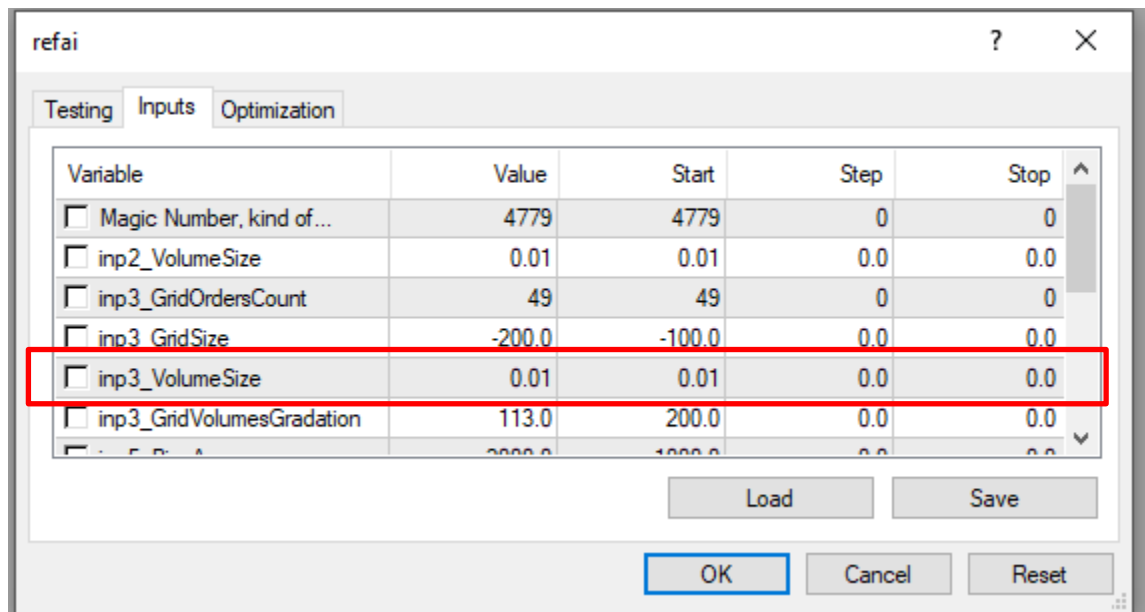 refai ? ×
Testing Inputs Optimization
Variable Value Start Step Stop
Magic Number, kind of... 4779 4779 0 0
inp2_VolumeSize 0.01 0.01 0.0 0.0
inp3_GridOrdersCount 49 49 0 0
inp3_GridSize -200.0 -100.0 0.0 0.0
inp3_VolumeSize 0.01 0.01 0.0 0.0
inp3_GridVolumesGradation 113.0 200.0 0.0 0.0
Load Save
OK Cancel Reset